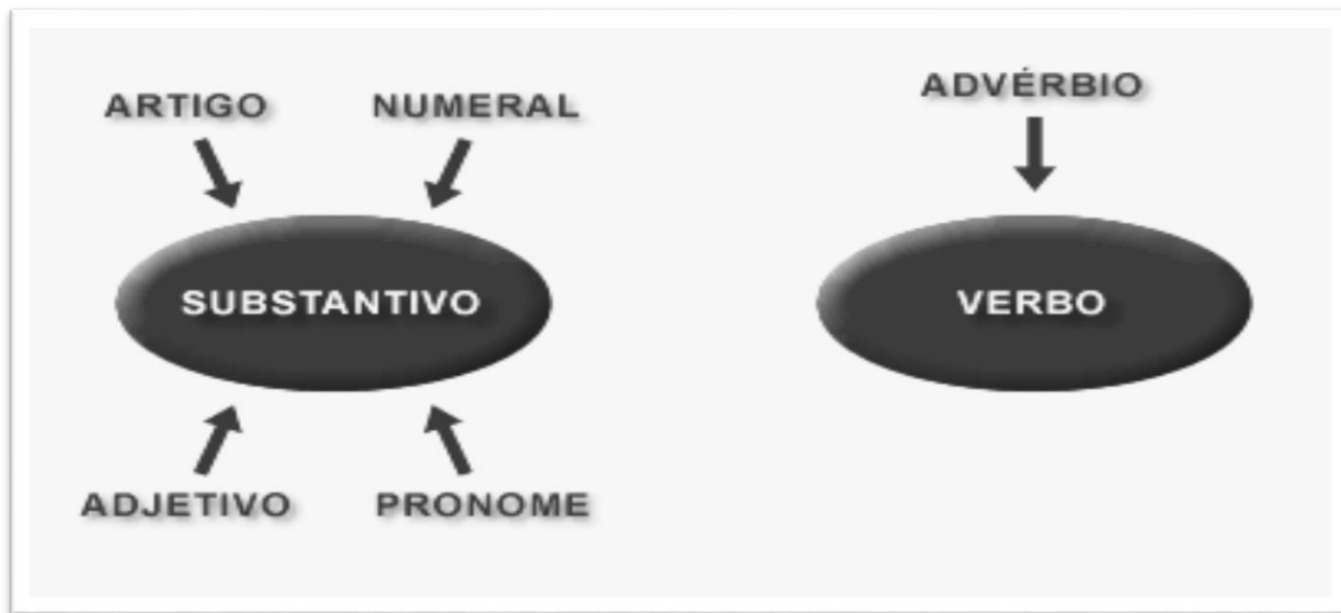 ARTIGO NUMERAL
ADVÉRBIO
SUBSTANTIVO
VERBO
ADJETIVO PRONOME